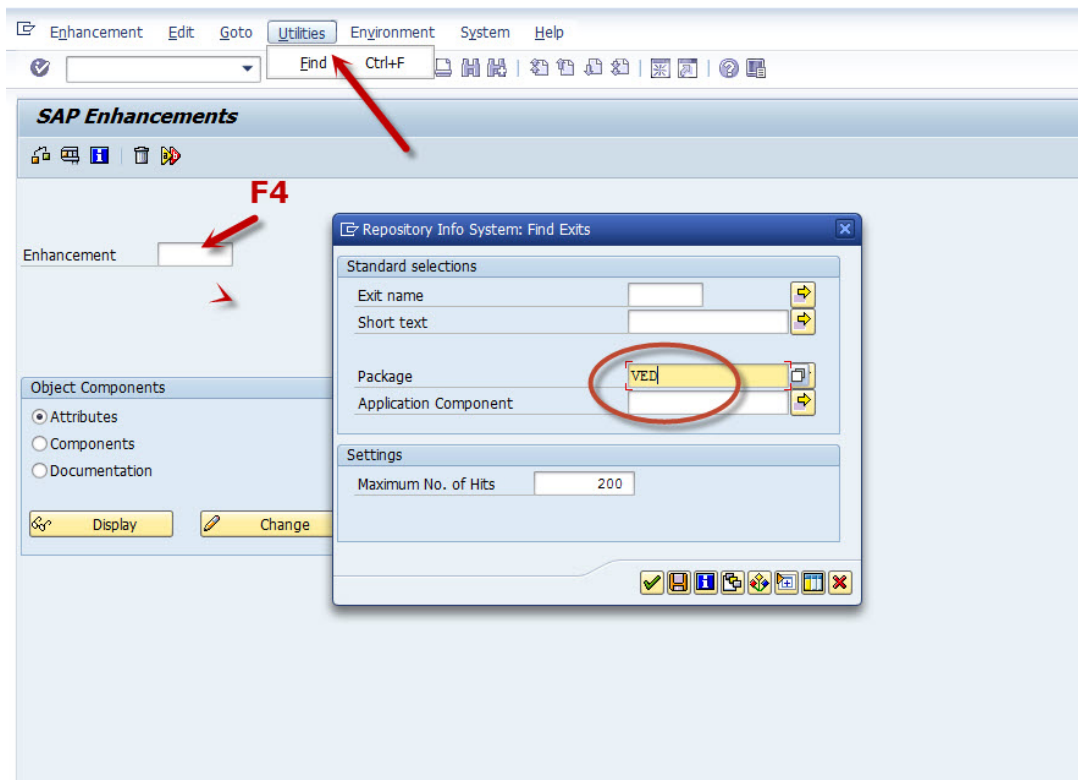 Enhancement Edit Goto Utilities Environment System Help
Find Ctrl+F
SAP Enhancements
F4
Enhancement
Repository Info System: Find Exits
Standard selections
Exit name
Short text
Package VED
Application Component
Object Components
Attributes
Components
Documentation
Display Change
Settings
Maximum No. of Hits 200